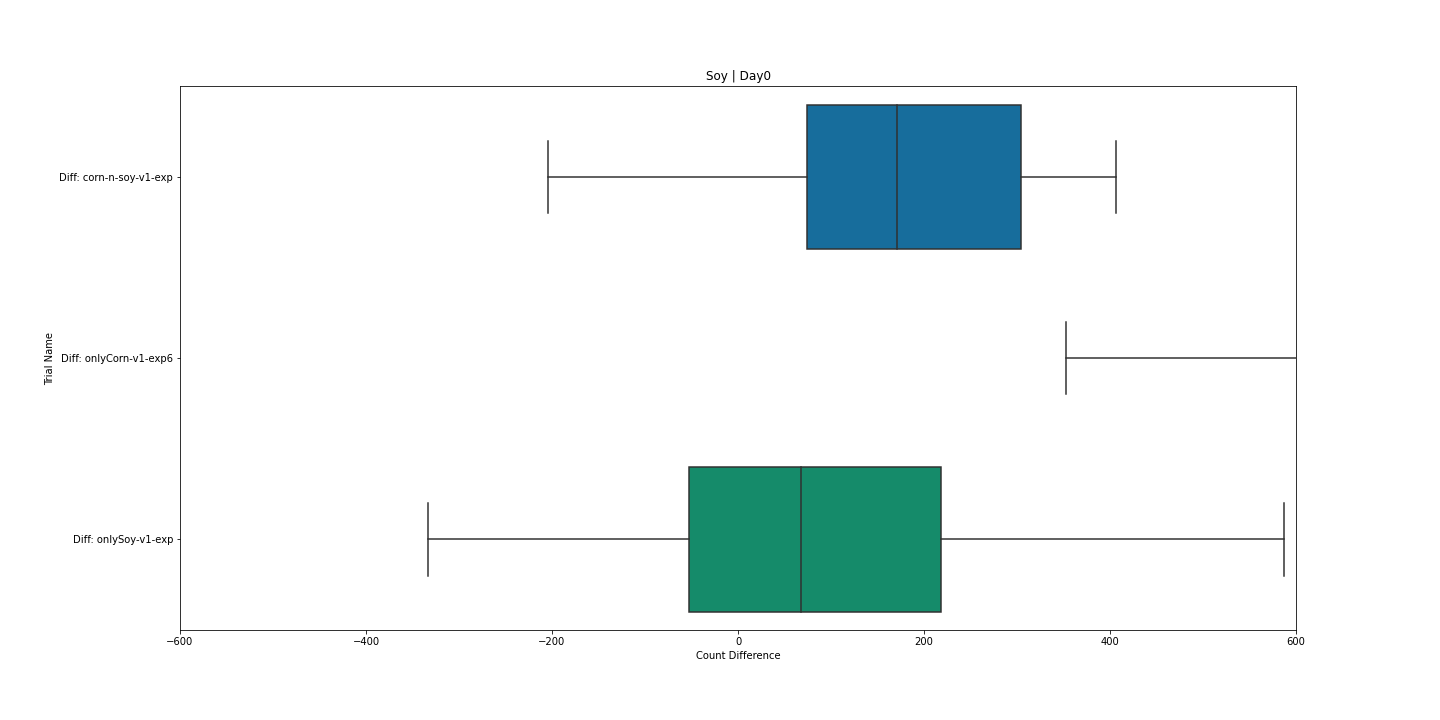 Soy | Day0
Diff: corn-n-soy-v1-exp
Diff: onlyCorn-v1-exp6
Diff: onlySoy-v1-exp
Trial Name
−600 −400 −200 0 200 400 600
Count Difference